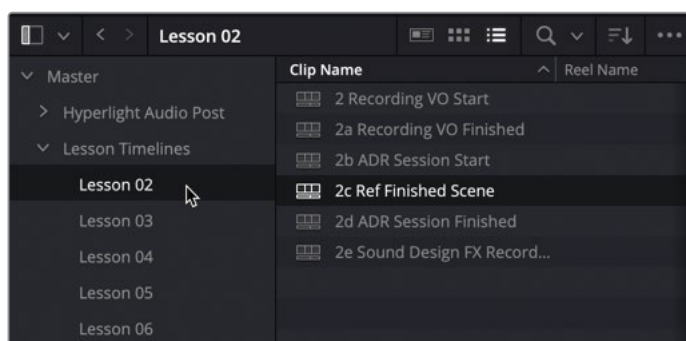 Lesson 02
Master
Hyperlight Audio Post
Lesson Timelines
Lesson 02
Lesson 03
Lesson 04
Lesson 05
Lesson 06
Clip Name
Reel Name
2 Recording VO Start
2a Recording VO Finished
2b ADR Session Start
2c Ref Finished Scene
2d ADR Session Finished
2e Sound Design FX Record...